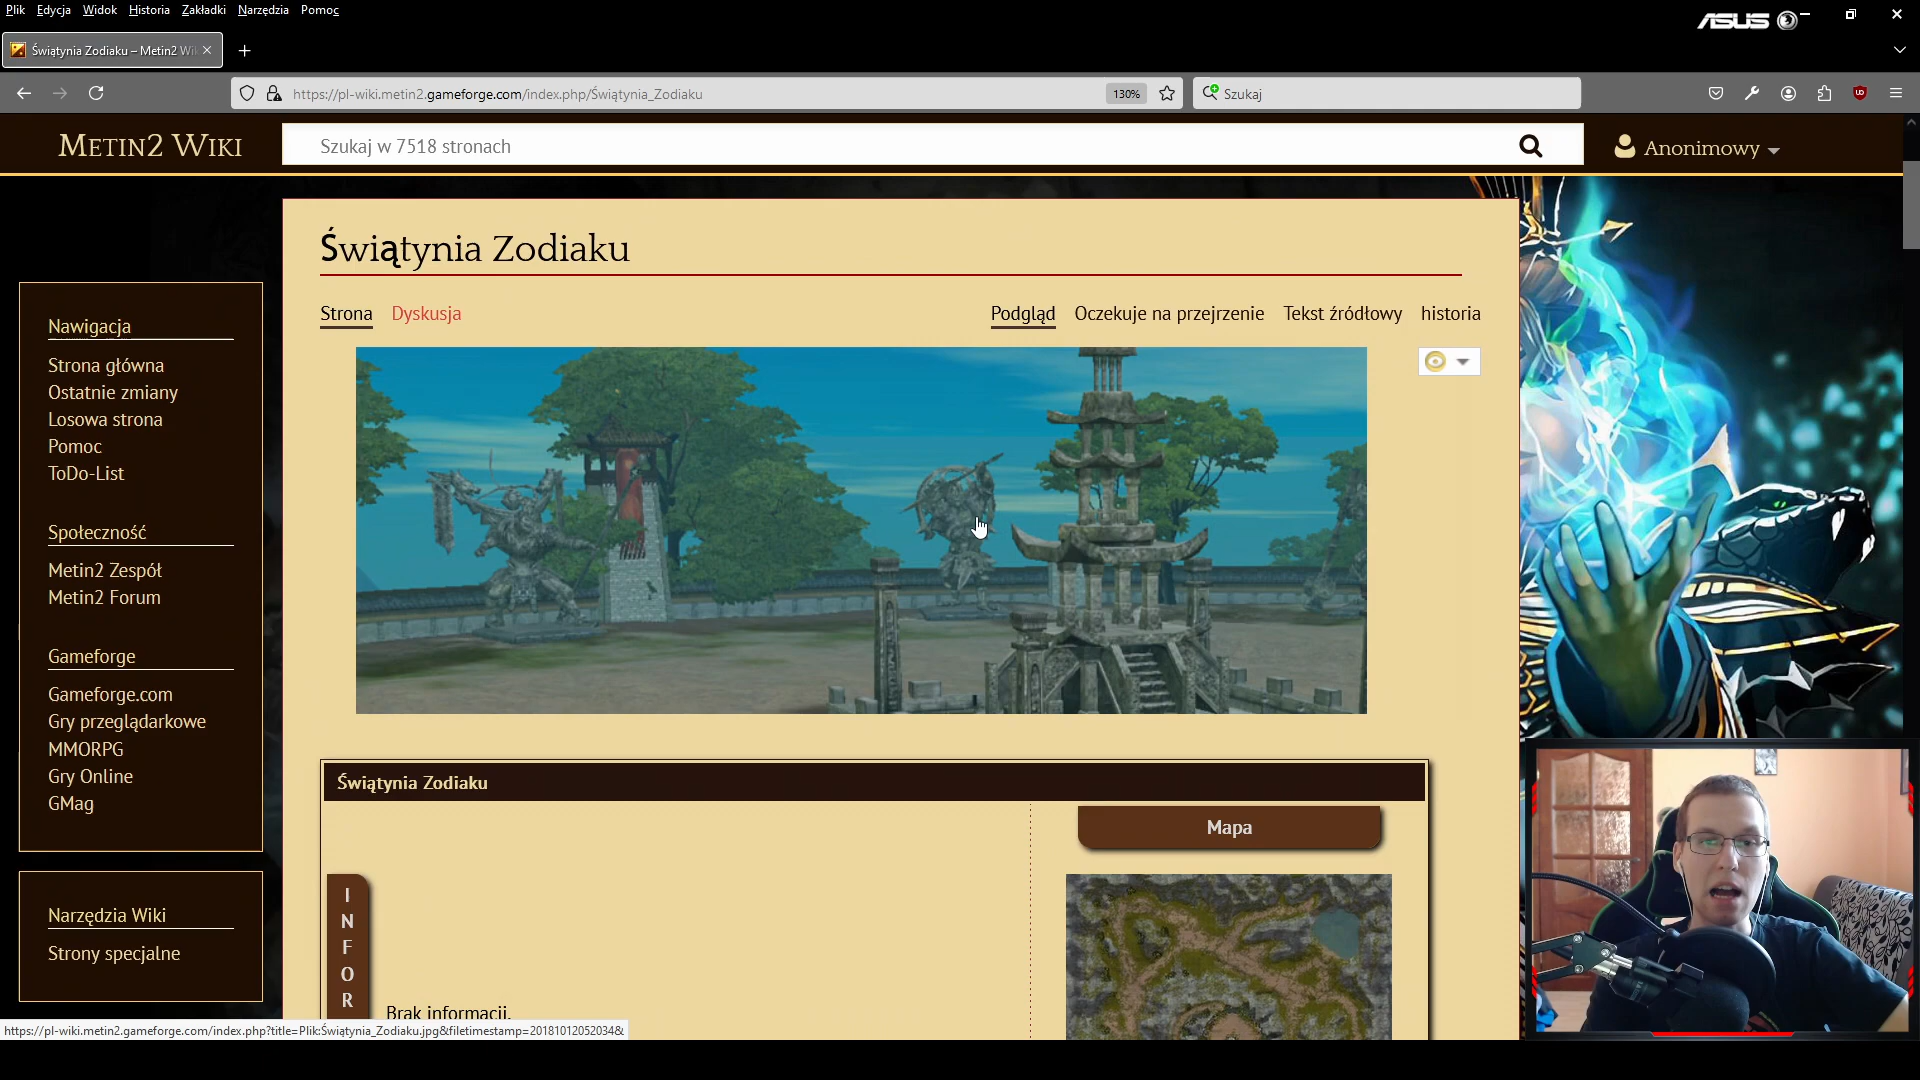 Plik Edycja Widok Historia Zakładki Narzędzia Pomoc
ASUS
Świątynia Zodiaku – Metin2 Wi
https://pl-wiki.metin2.gameforge.com/index.php/Świątynia_Zodiaku
130%
Szukaj
Metin2 Wiki
Szukaj w 7518 stronach
Anonimowy
Świątynia Zodiaku
Strona Dyskusja
Podgląd Oczekuje na przejrzenie Tekst źródłowy historia
Nawigacja
Strona główna
Ostatnie zmiany
Losowa strona
Pomoc
ToDo-List
Społeczność
Metin2 Zespół
Metin2 Forum
Gameforge
Gameforge.com
Gry przeglądarkowe
MMORPG
Gry Online
GMag
Narzędzia Wiki
Strony specjalne
Świątynia Zodiaku
Mapa
I
N
F
O
R
Brak informacji.
https://pl-wiki.metin2.gameforge.com/index.php?title=Plik:Świątynia_Zodiaku.jpg&filetimestamp=20181012052034&